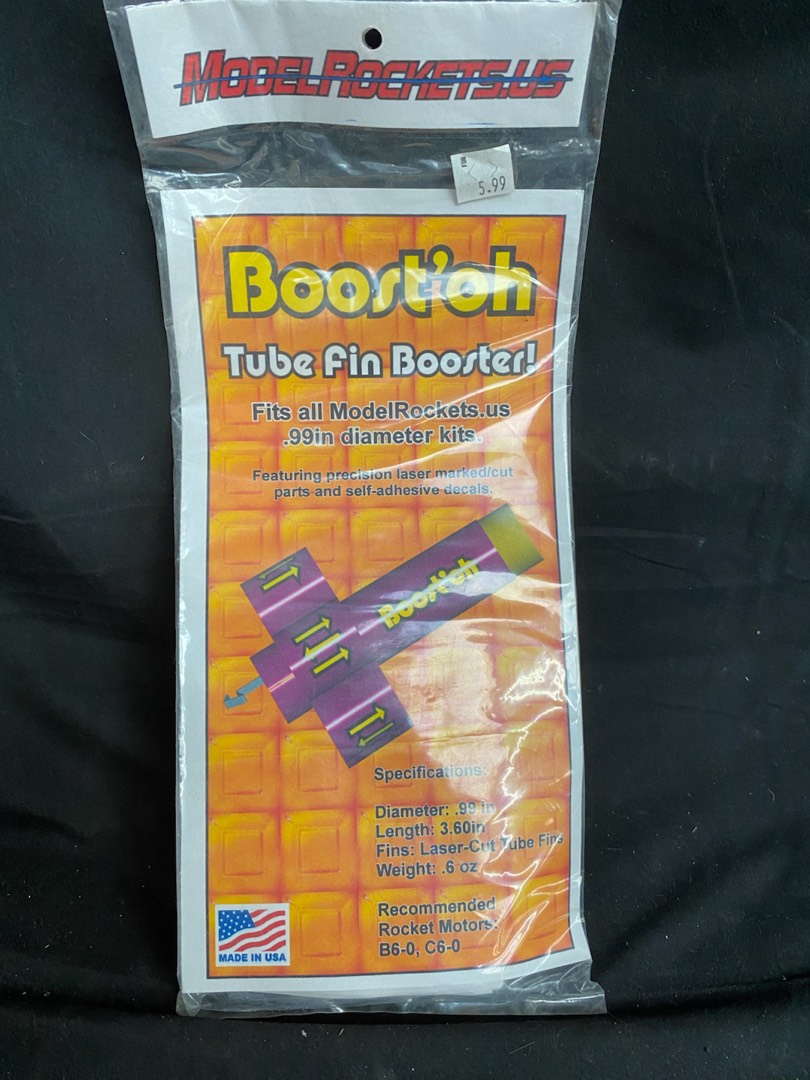 MODELROCKETS.US
5.99
Boost'oh
Tube Fin Booster!
Fits all ModelRockets.us
.99in diameter kits.
Featuring precision laser marked/cut
parts and self-adhesive decals.
Boost'oh
Specifications:
Diameter: .99 in
Length: 3.60in
Fins: Laser-Cut Tube Fins
Weight: .6 oz
Recommended
Rocket Motors:
B6-0, C6-0
MADE IN USA